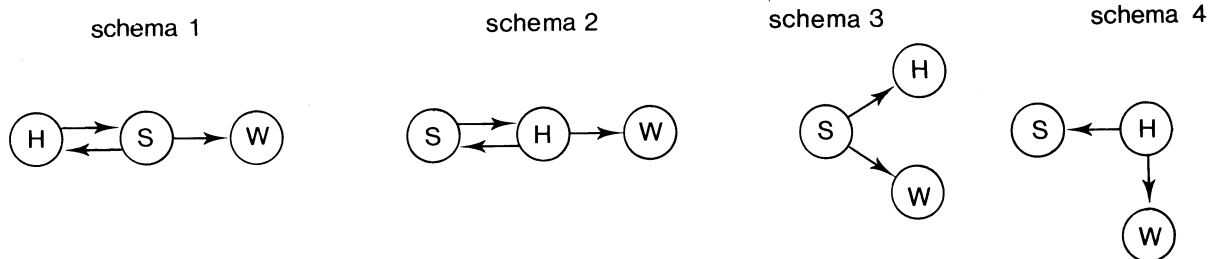 schema 1
H S W
schema 2
S H W
schema 3
H
S
W
schema 4
S H
W